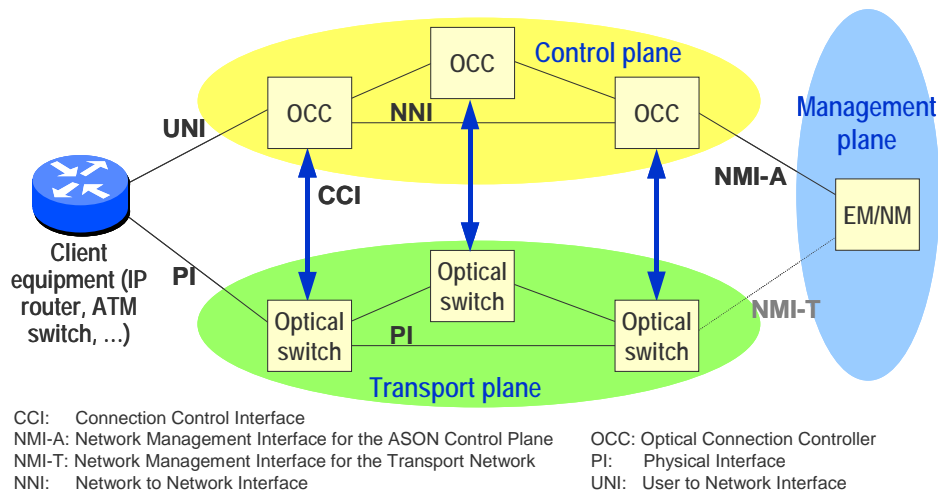 OCC
Control plane
OCC
NNI
OCC
UNI
Management
plane
CCI
NMI-A
EM/NM
Client
equipment (IP
router, ATM
switch, ...)
PI
Optical
switch
Optical
switch
PI
Optical
switch
NMI-T
Transport plane
CCI: Connection Control Interface
NMI-A: Network Management Interface for the ASON Control Plane
NMI-T: Network Management Interface for the Transport Network
NNI: Network to Network Interface
OCC: Optical Connection Controller
PI: Physical Interface
UNI: User to Network Interface